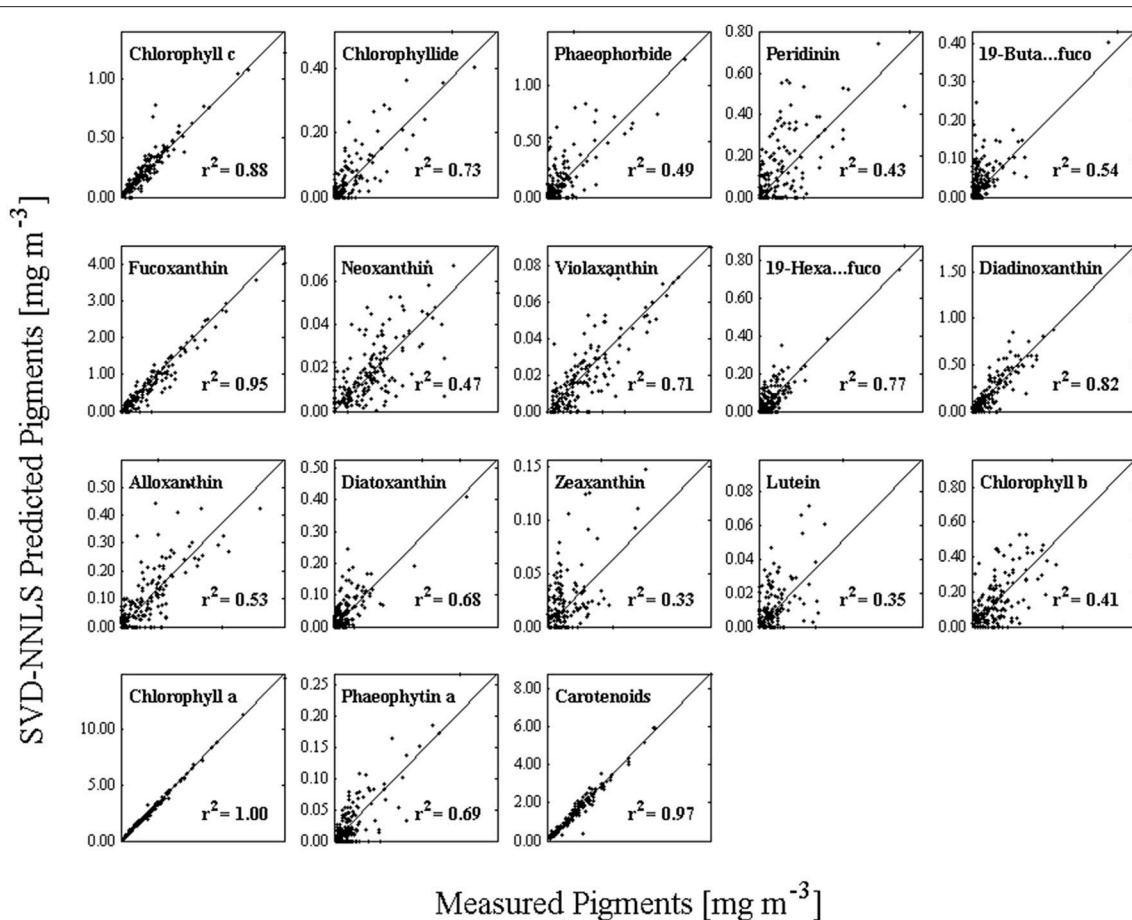 SVD-NNLS Predicted Pigments [mg m⁻³]
Chlorophyll c
1.00
0.50
0.00
r² = 0.88
Chlorophyllide
0.40
0.20
0.00
r² = 0.73
Phaeophorbide
1.00
0.50
0.00
r² = 0.49
Peridinin
0.80
0.60
0.40
0.20
0.00
r² = 0.43
19-Buta...fuco
0.40
0.30
0.20
0.10
0.00
r² = 0.54
Fucoxanthin
4.00
3.00
2.00
1.00
0.00
r² = 0.95
Neoxanthin
0.06
0.04
0.02
0.00
r² = 0.47
Violaxanthin
0.08
0.06
0.04
0.02
0.00
r² = 0.71
19-Hexa...fuco
0.80
0.60
0.40
0.20
0.00
r² = 0.77
Diadinoxanthin
1.50
1.00
0.50
0.00
r² = 0.82
Alloxanthin
0.50
0.40
0.30
0.20
0.10
0.00
r² = 0.53
Diatoxanthin
0.50
0.40
0.30
0.20
0.10
0.00
r² = 0.68
Zeaxanthin
0.15
0.10
0.05
0.00
r² = 0.33
Lutein
0.08
0.06
0.04
0.02
0.00
r² = 0.35
Chlorophyll b
0.80
0.60
0.40
0.20
0.00
r² = 0.41
Chlorophyll a
10.00
5.00
0.00
r² = 1.00
Phaeophytin a
0.25
0.20
0.15
0.10
0.05
0.00
r² = 0.69
Carotenoids
8.00
6.00
4.00
2.00
0.00
r² = 0.97
Measured Pigments [mg m⁻³]